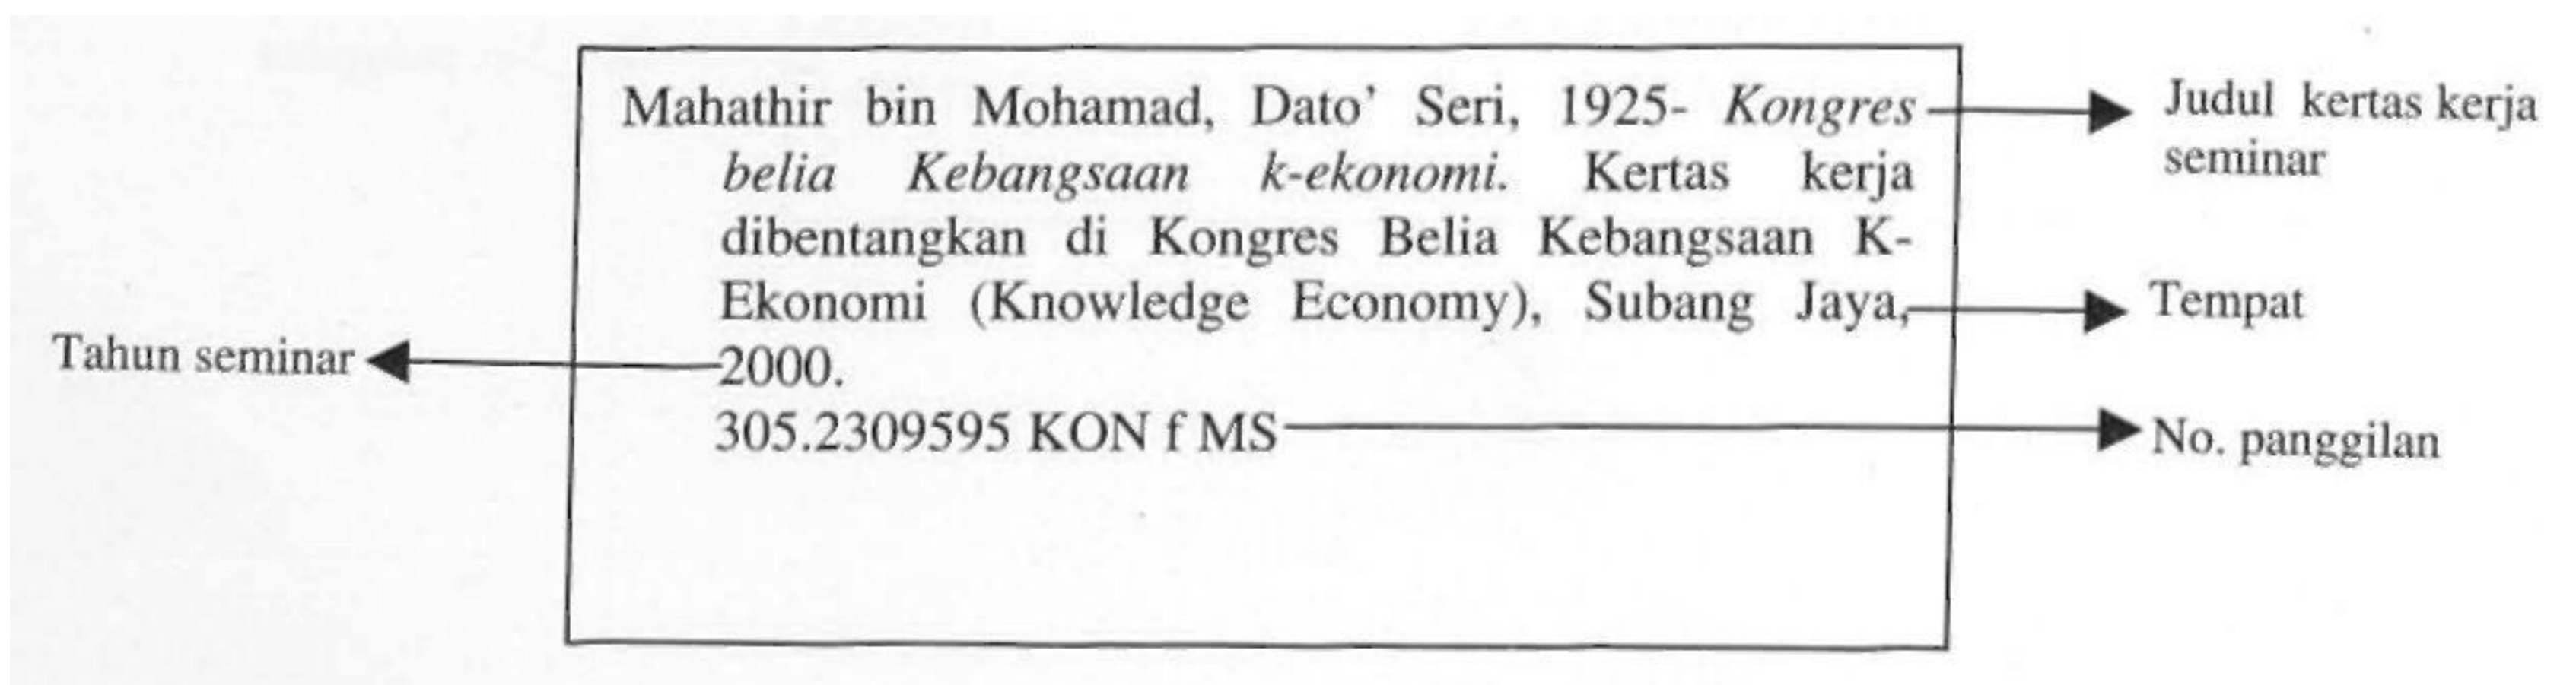 Mahathir bin Mohamad, Dato' Seri, 1925- Kongres
belia Kebangsaan k-ekonomi. Kertas kerja
dibentangkan di Kongres Belia Kebangsaan K-
Ekonomi (Knowledge Economy), Subang Jaya,
2000.
305.2309595 KON f MS
Judul kertas kerja
seminar
Tempat
No. panggilan
Tahun seminar